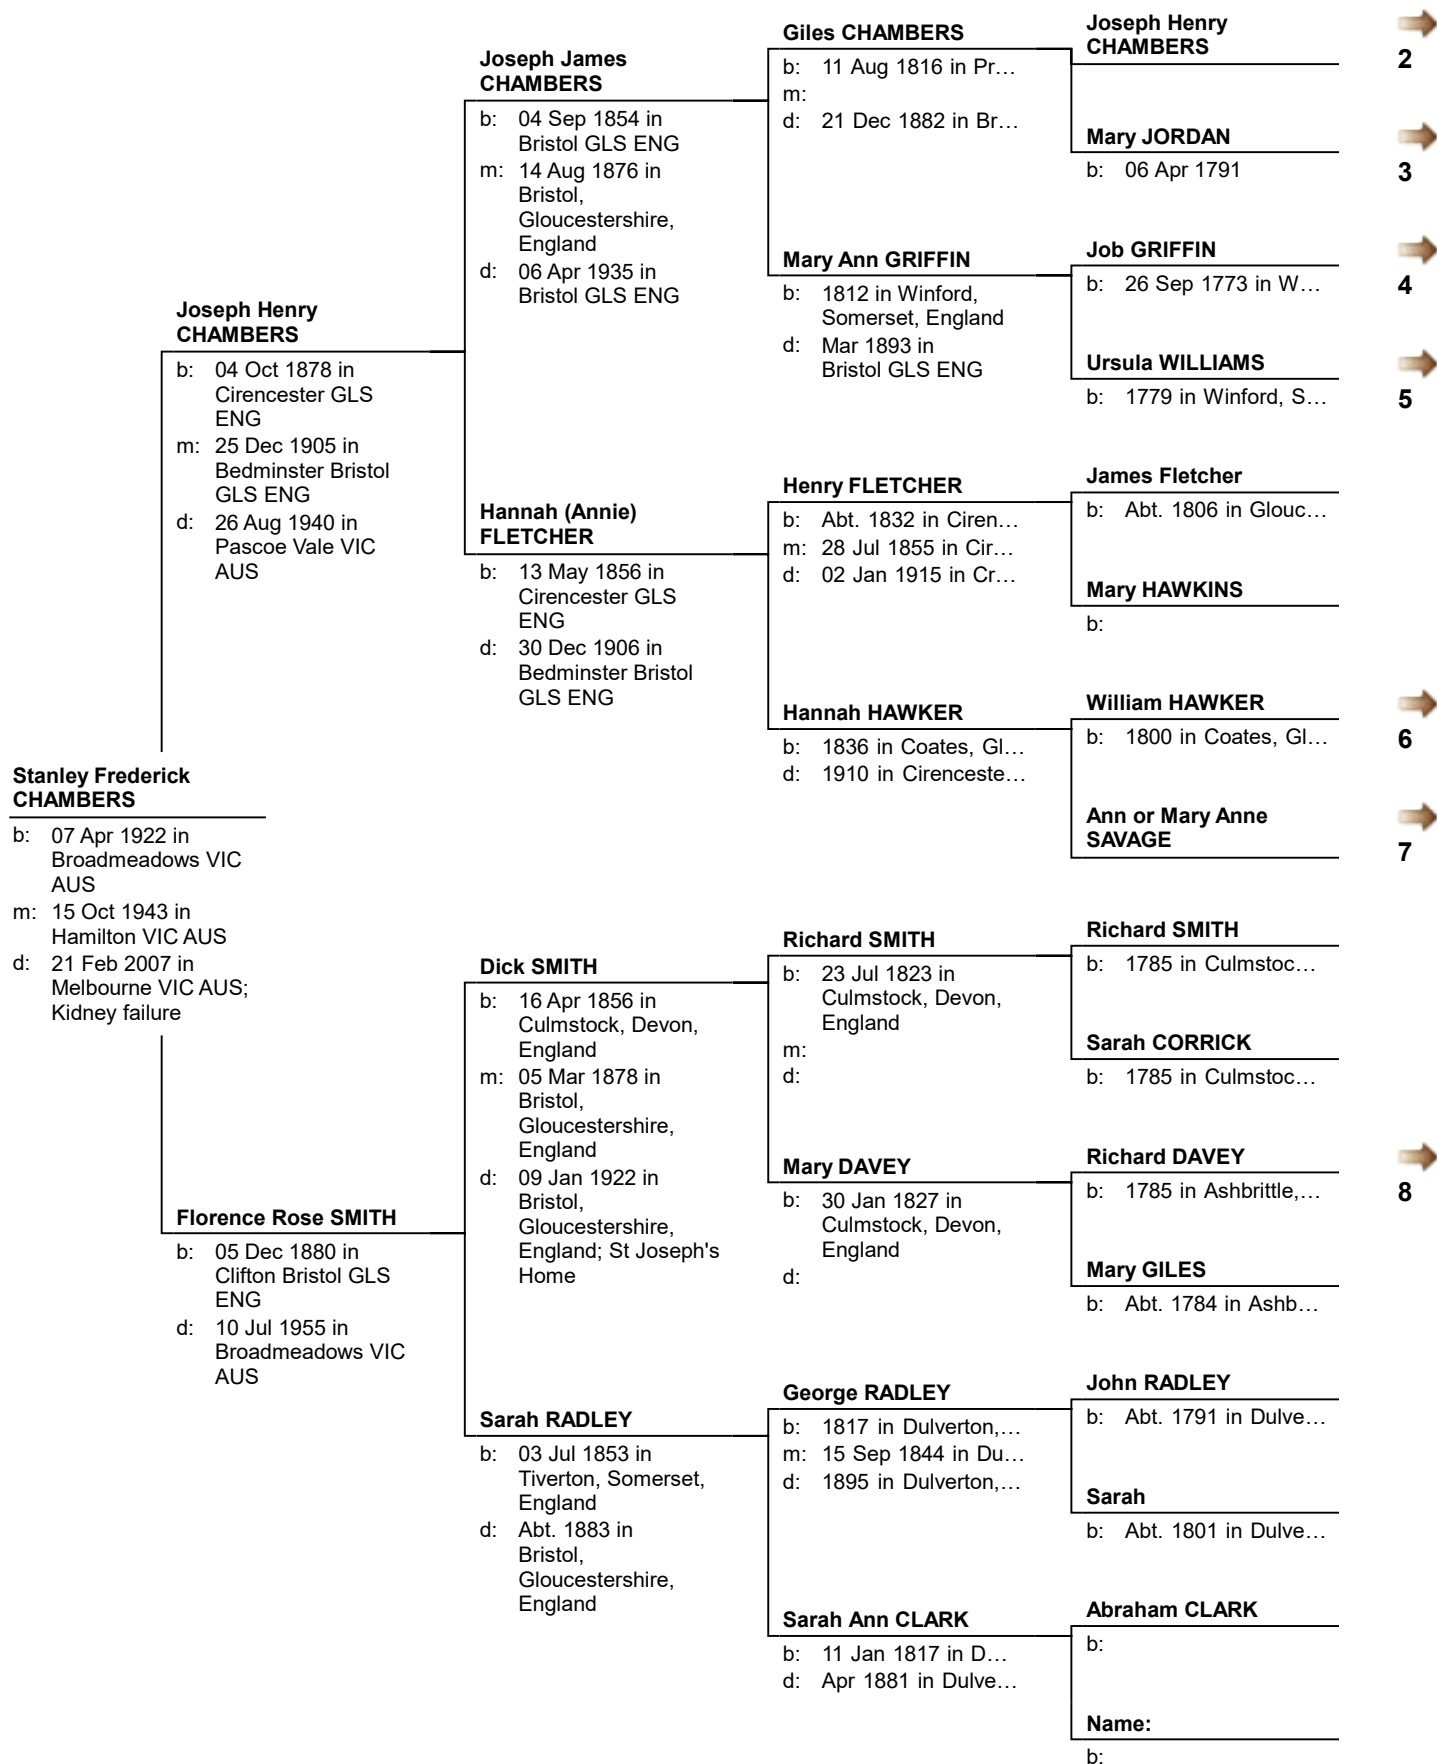 Giles CHAMBERS
b: 11 Aug 1816 in Pr…
m:
d: 21 Dec 1882 in Br…
Joseph Henry
CHAMBERS
2
Joseph James
CHAMBERS
b: 04 Sep 1854 in
Bristol GLS ENG
m: 14 Aug 1876 in
Bristol,
Gloucestershire,
England
d: 06 Apr 1935 in
Bristol GLS ENG
Mary JORDAN
b: 06 Apr 1791
3
Mary Ann GRIFFIN
b: 1812 in Winford,
Somerset, England
d: Mar 1893 in
Bristol GLS ENG
Job GRIFFIN
b: 26 Sep 1773 in W…
4
Ursula WILLIAMS
b: 1779 in Winford, S…
5
Joseph Henry
CHAMBERS
b: 04 Oct 1878 in
Cirencester GLS
ENG
m: 25 Dec 1905 in
Bedminster Bristol
GLS ENG
d: 26 Aug 1940 in
Pascoe Vale VIC
AUS
Hannah (Annie)
FLETCHER
b: 13 May 1856 in
Cirencester GLS
ENG
d: 30 Dec 1906 in
Bedminster Bristol
GLS ENG
Henry FLETCHER
b: Abt. 1832 in Ciren…
m: 28 Jul 1855 in Cir…
d: 02 Jan 1915 in Cr…
James Fletcher
b: Abt. 1806 in Glouc…
Mary HAWKINS
b:
Hannah HAWKER
b: 1836 in Coates, Gl…
d: 1910 in Cirenceste…
William HAWKER
b: 1800 in Coates, Gl…
6
Ann or Mary Anne
SAVAGE
7
Stanley Frederick
CHAMBERS
b: 07 Apr 1922 in
Broadmeadows VIC
AUS
m: 15 Oct 1943 in
Hamilton VIC AUS
d: 21 Feb 2007 in
Melbourne VIC AUS;
Kidney failure
Dick SMITH
b: 16 Apr 1856 in
Culmstock, Devon,
England
m: 05 Mar 1878 in
Bristol,
Gloucestershire,
England
d: 09 Jan 1922 in
Bristol,
Gloucestershire,
England; St Joseph's
Home
Richard SMITH
b: 23 Jul 1823 in
Culmstock, Devon,
England
m:
d:
Richard SMITH
b: 1785 in Culmstoc…
Sarah CORRICK
b: 1785 in Culmstoc…
Mary DAVEY
b: 30 Jan 1827 in
Culmstock, Devon,
England
d:
Richard DAVEY
b: 1785 in Ashbrittle,…
8
Mary GILES
b: Abt. 1784 in Ashb…
Florence Rose SMITH
b: 05 Dec 1880 in
Clifton Bristol GLS
ENG
d: 10 Jul 1955 in
Broadmeadows VIC
AUS
Sarah RADLEY
b: 03 Jul 1853 in
Tiverton, Somerset,
England
d: Abt. 1883 in
Bristol,
Gloucestershire,
England
George RADLEY
b: 1817 in Dulverton,…
m: 15 Sep 1844 in Du…
d: 1895 in Dulverton,…
John RADLEY
b: Abt. 1791 in Dulve…
Sarah
b: Abt. 1801 in Dulve…
Sarah Ann CLARK
b: 11 Jan 1817 in D…
d: Apr 1881 in Dulve…
Abraham CLARK
b:
Name:
b: